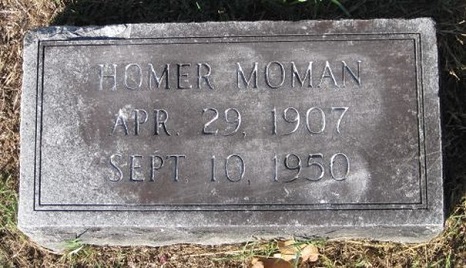 HOMER MOMAN
APR. 29, 1907
SEPT 10, 1950